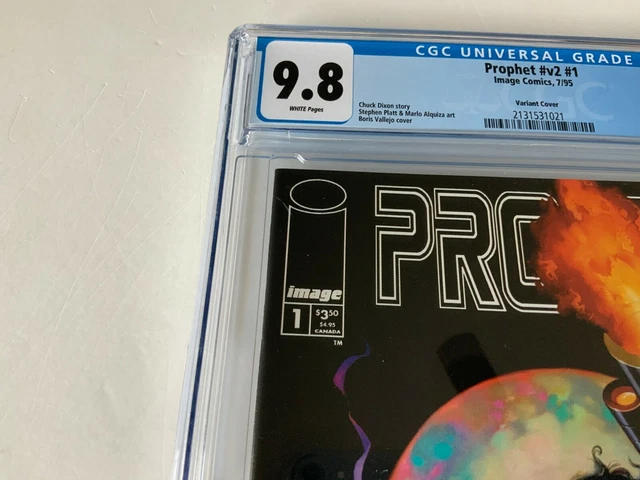 CGC UNIVERSAL GRADE
9.8
WHITE Pages
Prophet #v2 #1
Image Comics, 7/95
Variant Cover
Chuck Dixon story
Stephen Platt & Marlo Alquiza art
Boris Vallejo cover
2131531021
PRO
image
1
$3.50
$4.95
CANADA
TM